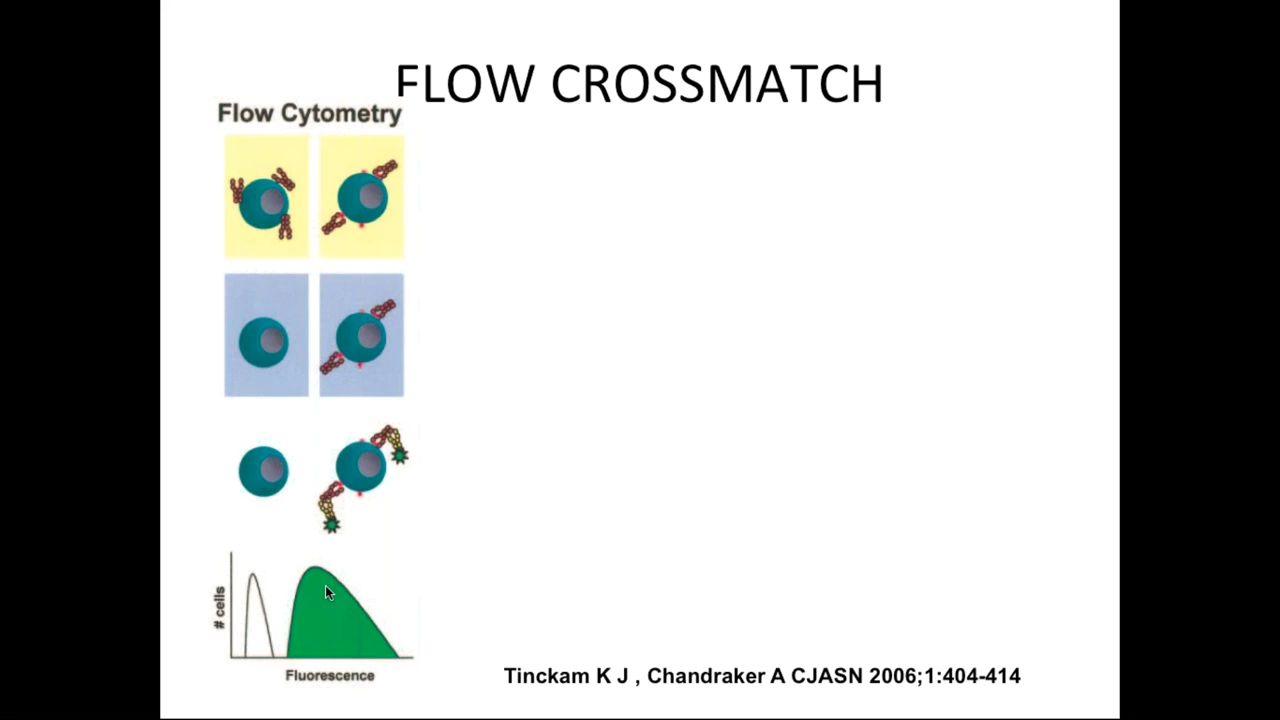 FLOW CROSSMATCH
Flow Cytometry
# cells
Fluorescence
Tinckam K J , Chandraker A CJASN 2006;1:404-414